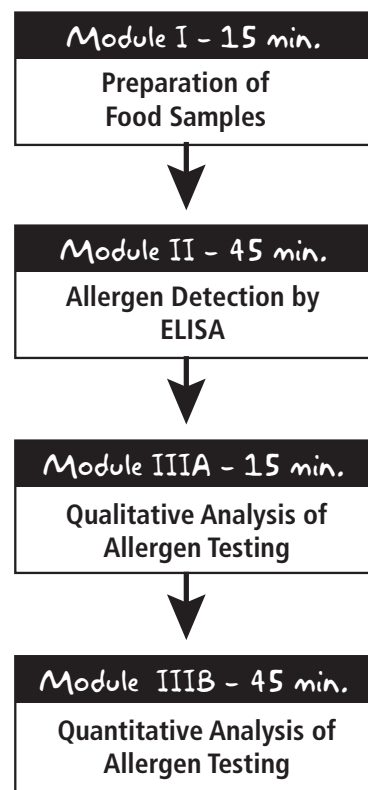 Module I - 15 min.
Preparation of
Food Samples
Module II - 45 min.
Allergen Detection by
ELISA
Module IIIA - 15 min.
Qualitative Analysis of
Allergen Testing
Module IIIB - 45 min.
Quantitative Analysis of
Allergen Testing